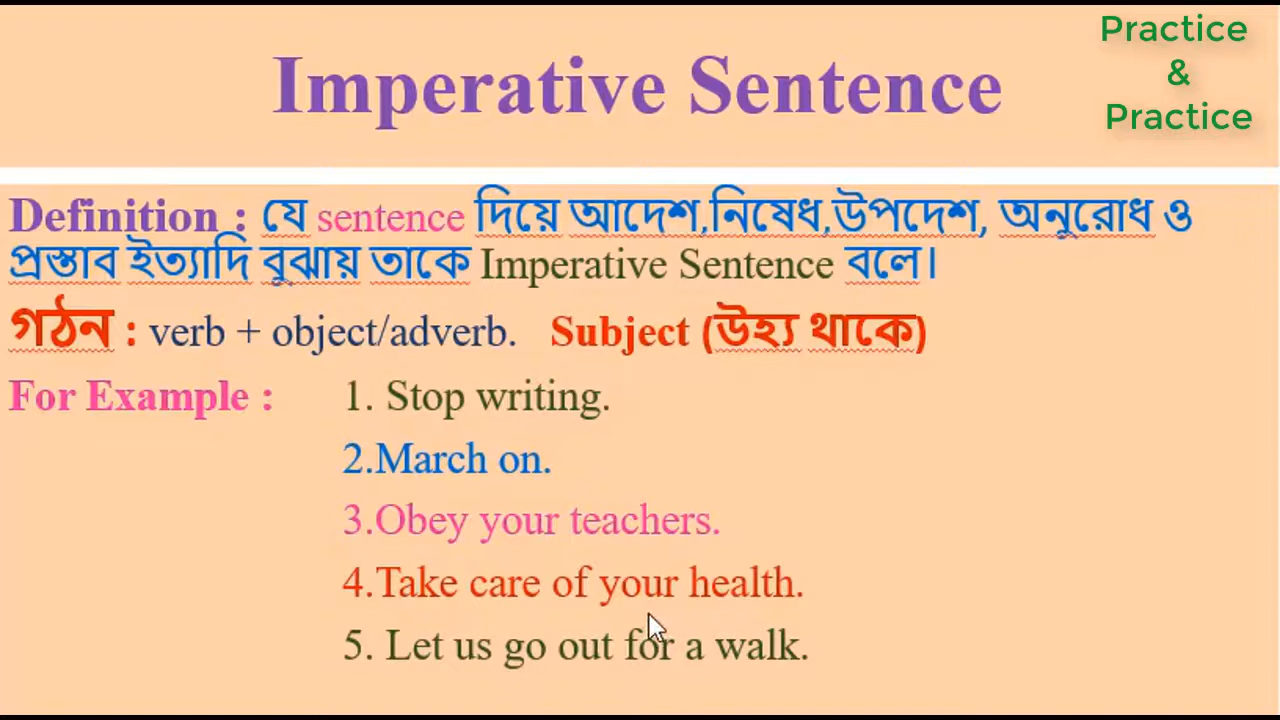 Imperative Sentence
Practice
&
Practice
Definition : যে sentence দিয়ে আদেশ,নিষেধ,উপদেশ, অনুরোধ ও
প্রস্তাব ইত্যাদি বুঝায় তাকে Imperative Sentence বলে।
গঠন : verb + object/adverb. Subject (উহ্য থাকে)
For Example : 1. Stop writing.
2.March on.
3.Obey your teachers.
4.Take care of your health.
5. Let us go out for a walk.